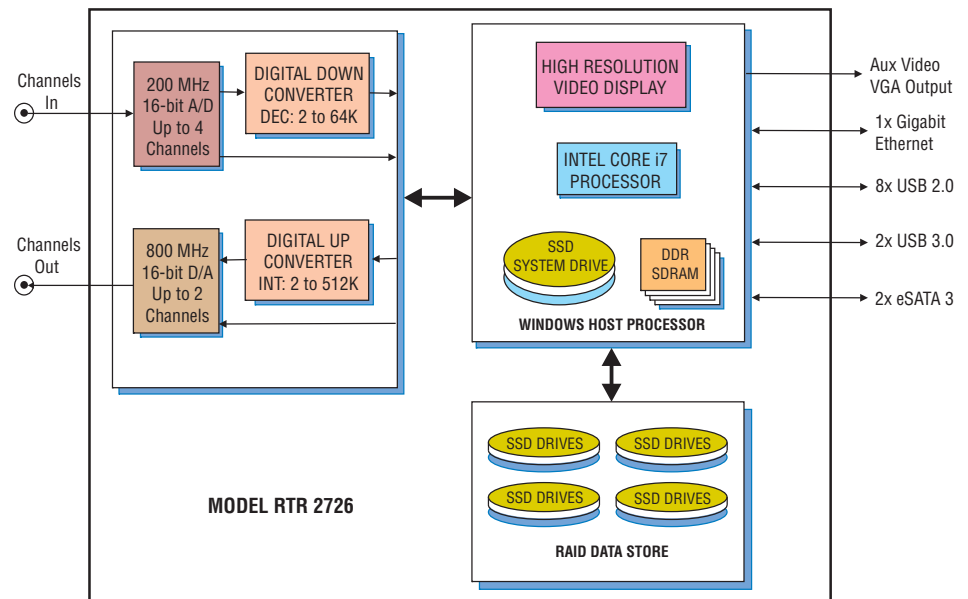 Channels
In
200 MHz
16-bit A/D
Up to 4
Channels
DIGITAL DOWN
CONVERTER
DEC: 2 to 64K
Channels
Out
800 MHz
16-bit D/A
Up to 2
Channels
DIGITAL UP
CONVERTER
INT: 2 to 512K
HIGH RESOLUTION
VIDEO DISPLAY
INTEL CORE i7
PROCESSOR
SSD
SYSTEM DRIVE
DDR
SDRAM
WINDOWS HOST PROCESSOR
Aux Video
VGA Output
1x Gigabit
Ethernet
8x USB 2.0
2x USB 3.0
2x eSATA 3
SSD DRIVES
SSD DRIVES
SSD DRIVES
SSD DRIVES
RAID DATA STORE
MODEL RTR 2726